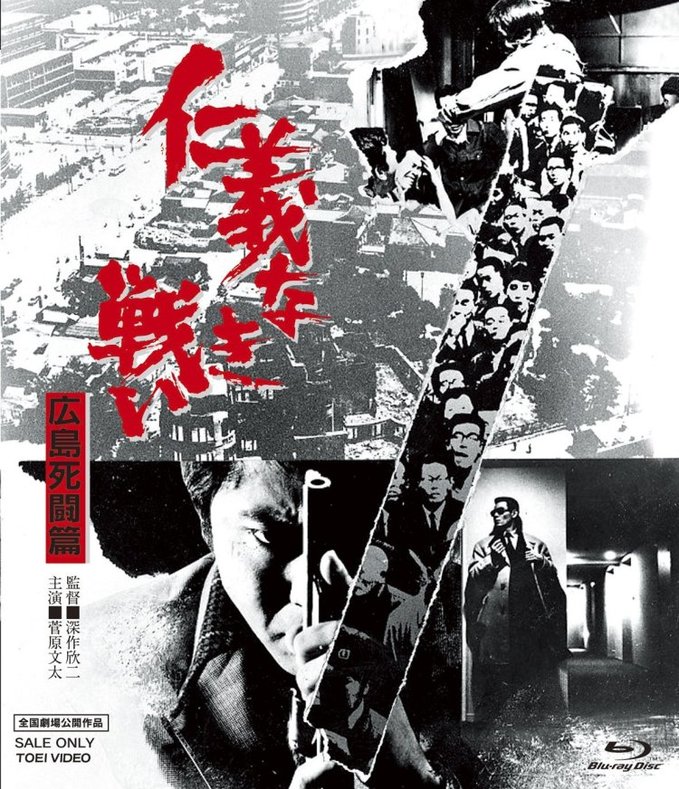 仁義なき
戦い
広島死闘篇
監督■深作欣二
主演■菅原文太
全国劇場公開作品
SALE ONLY
TOEI VIDEO
Blu-ray Disc™